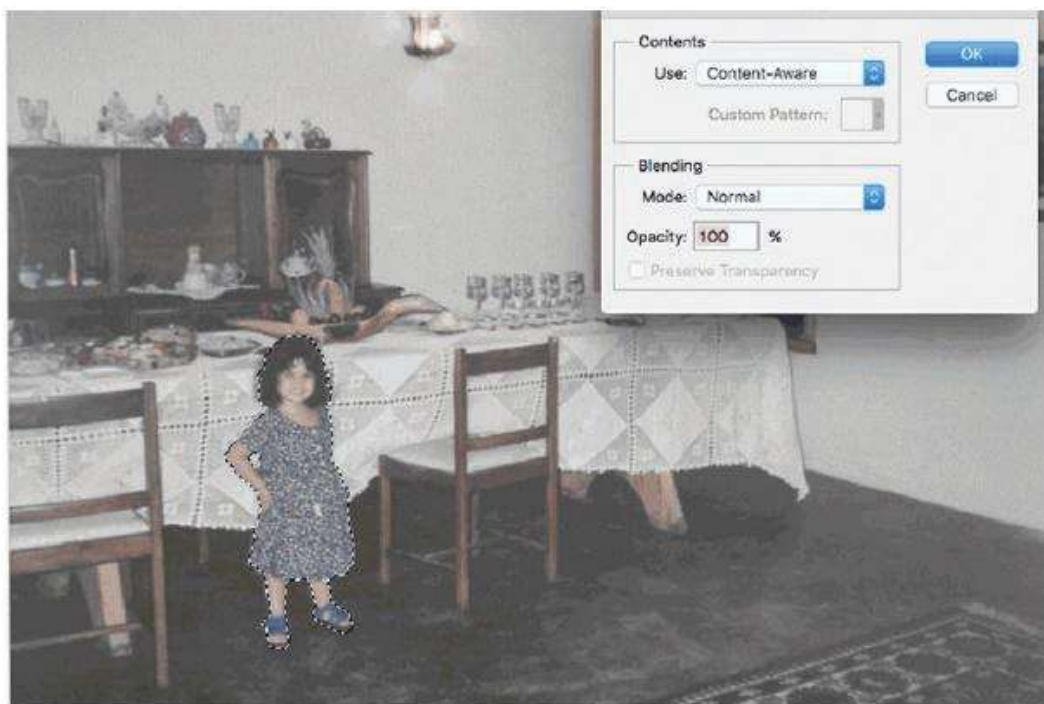 Contents
Use: Content-Aware
Custom Pattern:
OK
Cancel
Blending
Mode: Normal
Opacity: 100 %
Preserve Transparency